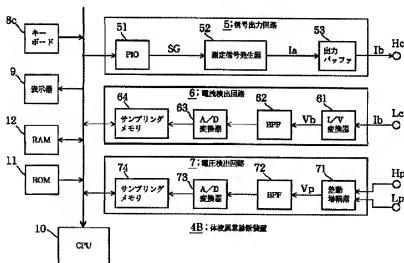 8c
キー
ボード
9
表示器
12
RAM
11
ROM
10
CPU
5;信号出力回路
51
PIO
SG
52
測定信号発生部
Ia
53
出力
バッファ
Ib
Hc
6;電流検出回路
64
サンプリング
メモリ
63
A/D
変換器
62
BPF
Vb
61
I/V
変換器
Ib
Lc
7;電圧検出回路
74
サンプリング
メモリ
73
A/D
変換器
72
BPF
Vp
71
差動
増幅器
Hp
Lp
4B;体液異常診断装置